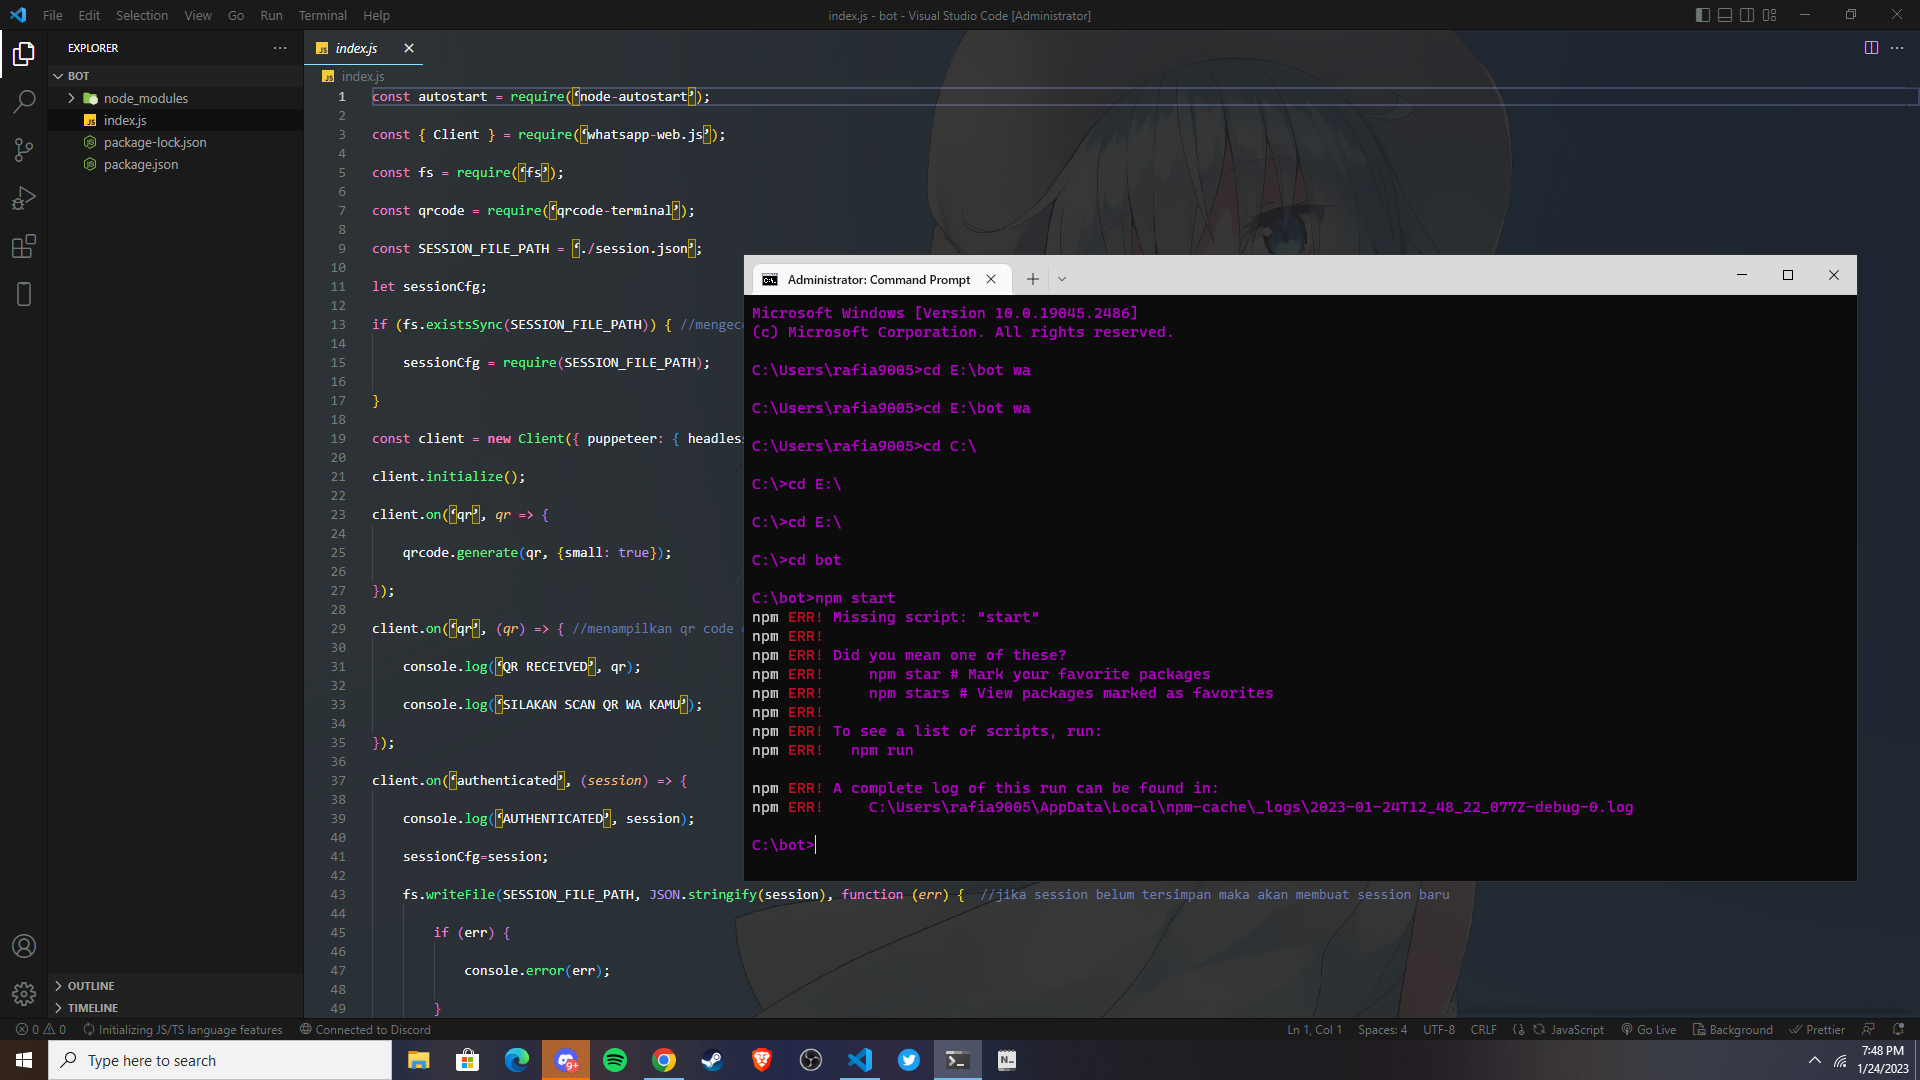 File Edit Selection View Go Run Terminal Help
index.js - bot - Visual Studio Code [Administrator]
EXPLORER
BOT
node_modules
index.js
package-lock.json
package.json
OUTLINE
TIMELINE
JS index.js
JS index.js
1 const autostart = require(‘node-autostart’);
2
3 const { Client } = require(‘whatsapp-web.js’);
4
5 const fs = require(‘fs’);
6
7 const qrcode = require(‘qrcode-terminal’);
8
9 const SESSION_FILE_PATH = ‘./session.json’;
10
11 let sessionCfg;
12
13 if (fs.existsSync(SESSION_FILE_PATH)) {
14
15 sessionCfg = require(SESSION_FILE_PATH);
16
17 }
18
19 const client = new Client({ puppeteer: {
20
21 client.initialize();
22
23 client.on(‘qr’, qr => {
24
25 qrcode.generate(qr, {small: true});
26
27 });
28
29 client.on(‘qr’, (qr) => { //menampilkan qr code
30
31 console.log(‘QR RECEIVED’, qr);
32
33 console.log(‘SILAKAN SCAN QR WA KAMU’);
34
35 });
36
37 client.on(‘authenticated’, (session) => {
38
39 console.log(‘AUTHENTICATED’, session);
40
41 sessionCfg=session;
42
43 fs.writeFile(SESSION_FILE_PATH, JSON.stringify(session), function (err) { //jika session belum tersimpan maka akan membuat session baru
44
45 if (err) {
46
47 console.error(err);
48
49 }
Administrator: Command Prompt
Microsoft Windows [Version 10.0.19045.2486]
(c) Microsoft Corporation. All rights reserved.
C:\Users\rafia9005>cd E:\bot wa
C:\Users\rafia9005>cd E:\bot wa
C:\Users\rafia9005>cd C:\
C:\>cd E:\
C:\>cd E:\
C:\>cd bot
C:\bot>npm start
npm ERR! Missing script: "start"
npm ERR!
npm ERR! Did you mean one of these?
npm ERR! npm star # Mark your favorite packages
npm ERR! npm stars # View packages marked as favorites
npm ERR!
npm ERR! To see a list of scripts, run:
npm ERR! npm run
npm ERR! A complete log of this run can be found in:
npm ERR! C:\Users\rafia9005\AppData\Local\npm-cache\_logs\2023-01-24T12_48_22_077Z-debug-0.log
C:\bot>
0 0 Initializing JS/TS language features Connected to Discord
Ln 1, Col 1 Spaces: 4 UTF-8 CRLF {} JavaScript Go Live Background Prettier
Type here to search
9+
7:48 PM
1/24/2023